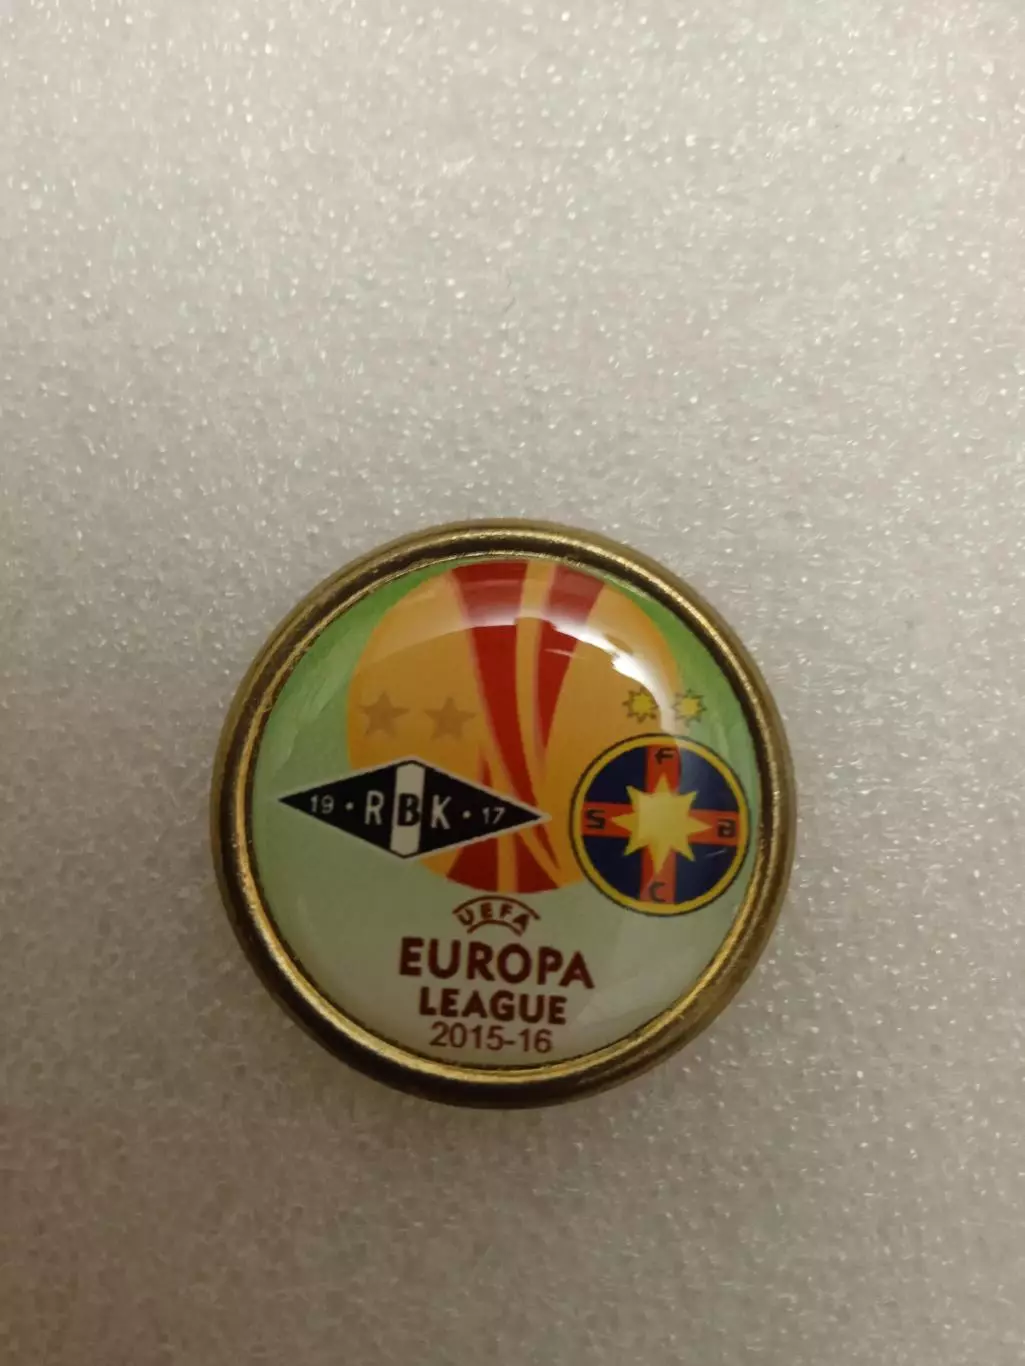 19 · RBK · 17
F
S B
C
UEFA
EUROPA
LEAGUE
2015-16